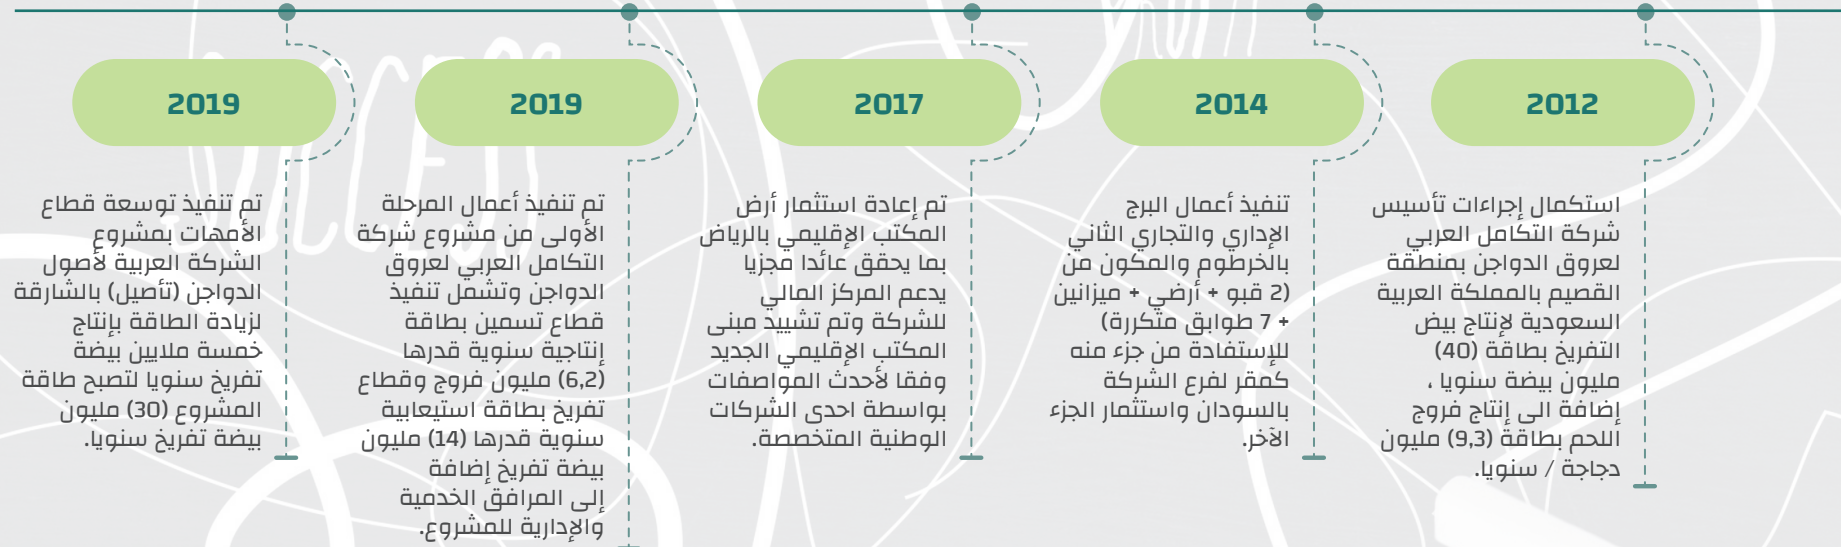 2012
استكمال إجراءات تأسيس
شركة التكامل العربي
لعروق الدواجن بمنطقة
القصيم بالمملكة العربية
السعودية لإنتاج بيض
التفريخ بطاقة (40)
مليون بيضة سنويا ،
إضافة الى إنتاج فروج
اللحم بطاقة (9,3) مليون
دجاجة / سنويا.
2014
تنفيذ أعمال البرج
الإداري والتجاري الثاني
بالخرطوم والمكون من
(2 قبو + أرضي + ميزانين
+ 7 طوابق متكررة)
للإستفادة من جزء منه
كمقر لفرع الشركة
بالسودان واستثمار الجزء
الآخر.
2017
تم إعادة استثمار أرض
المكتب الإقليمي بالرياض
بما يحقق عائدا مجزيا
يدعم المركز المالي
للشركة وتم تشييد مبنى
المكتب الإقليمي الجديد
وفقا لأحدث المواصفات
بواسطة احدى الشركات
الوطنية المتخصصة.
2019
تم تنفيذ أعمال المرحلة
الأولى من مشروع شركة
التكامل العربي لعروق
الدواجن وتشمل تنفيذ
قطاع تسمين بطاقة
إنتاجية سنوية قدرها
(6,2) مليون فروج وقطاع
تفريخ بطاقة استيعابية
سنوية قدرها (14) مليون
بيضة تفريخ إضافة
إلى المرافق الخدمية
والإدارية للمشروع.
2019
تم تنفيذ توسعة قطاع
الأمهات بمشروع
الشركة العربية لأصول
الدواجن (تأصيل) بالشارقة
لزيادة الطاقة بإنتاج
خمسة ملايين بيضة
تفريخ سنويا لتصبح طاقة
المشروع (30) مليون
بيضة تفريخ سنويا.